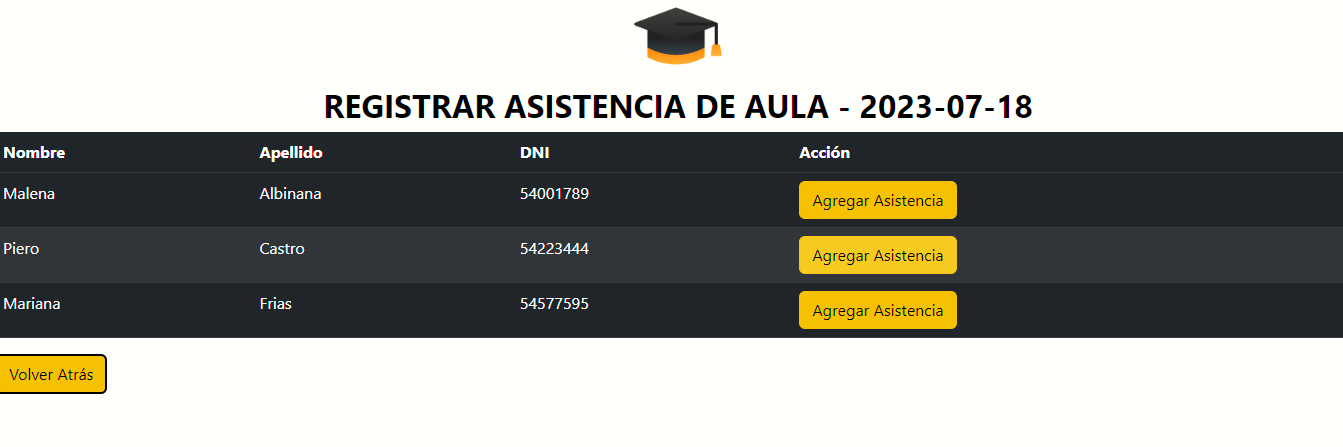 REGISTRAR ASISTENCIA DE AULA - 2023-07-18
Nombre Apellido DNI Acción
Malena Albinana 54001789 Agregar Asistencia
Piero Castro 54223444 Agregar Asistencia
Mariana Frias 54577595 Agregar Asistencia
Volver Atrás